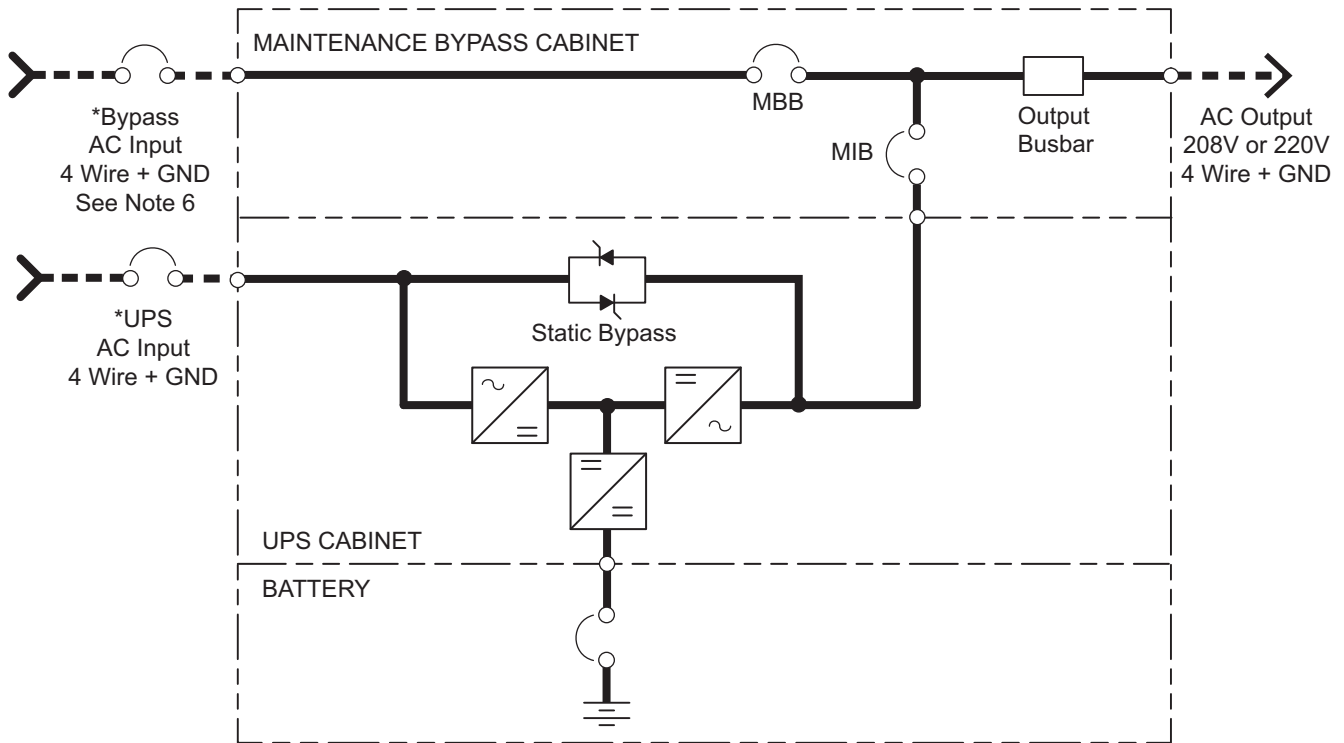 MAINTENANCE BYPASS CABINET
*Bypass
AC Input
4 Wire + GND
See Note 6
MBB
MIB
Output
Busbar
AC Output
208V or 220V
4 Wire + GND
*UPS
AC Input
4 Wire + GND
Static Bypass
UPS CABINET
BATTERY